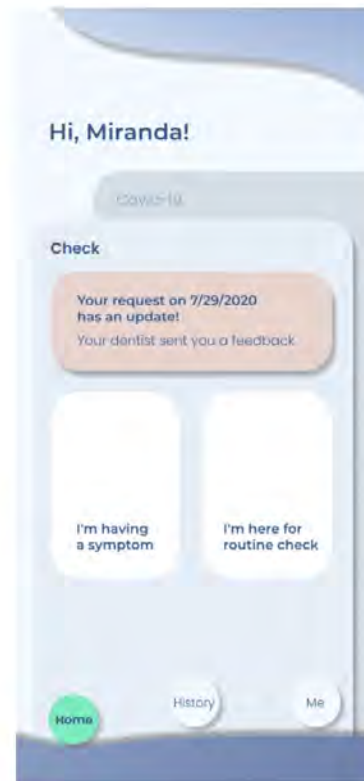 Hi, Miranda!
Covid-19
Check
Your request on 7/29/2020
has an update!
Your dentist sent you a feedback
I'm having
a symptom
I'm here for
routine check
Home
History
Me